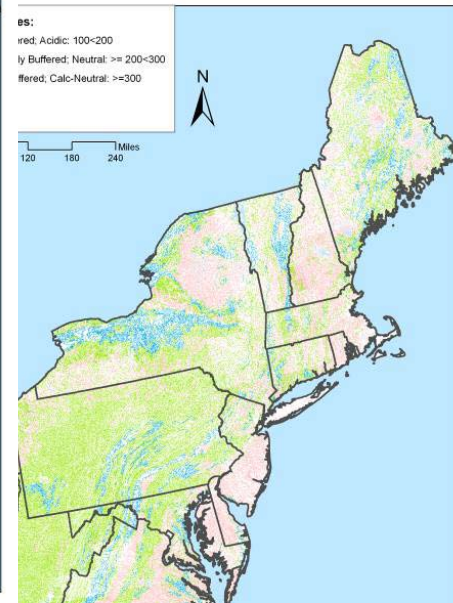 es:
ered; Acidic: 100<200
ly Buffered; Neutral: >= 200<300
ffered; Calc-Neutral: >=300
N
Miles
120 180 240